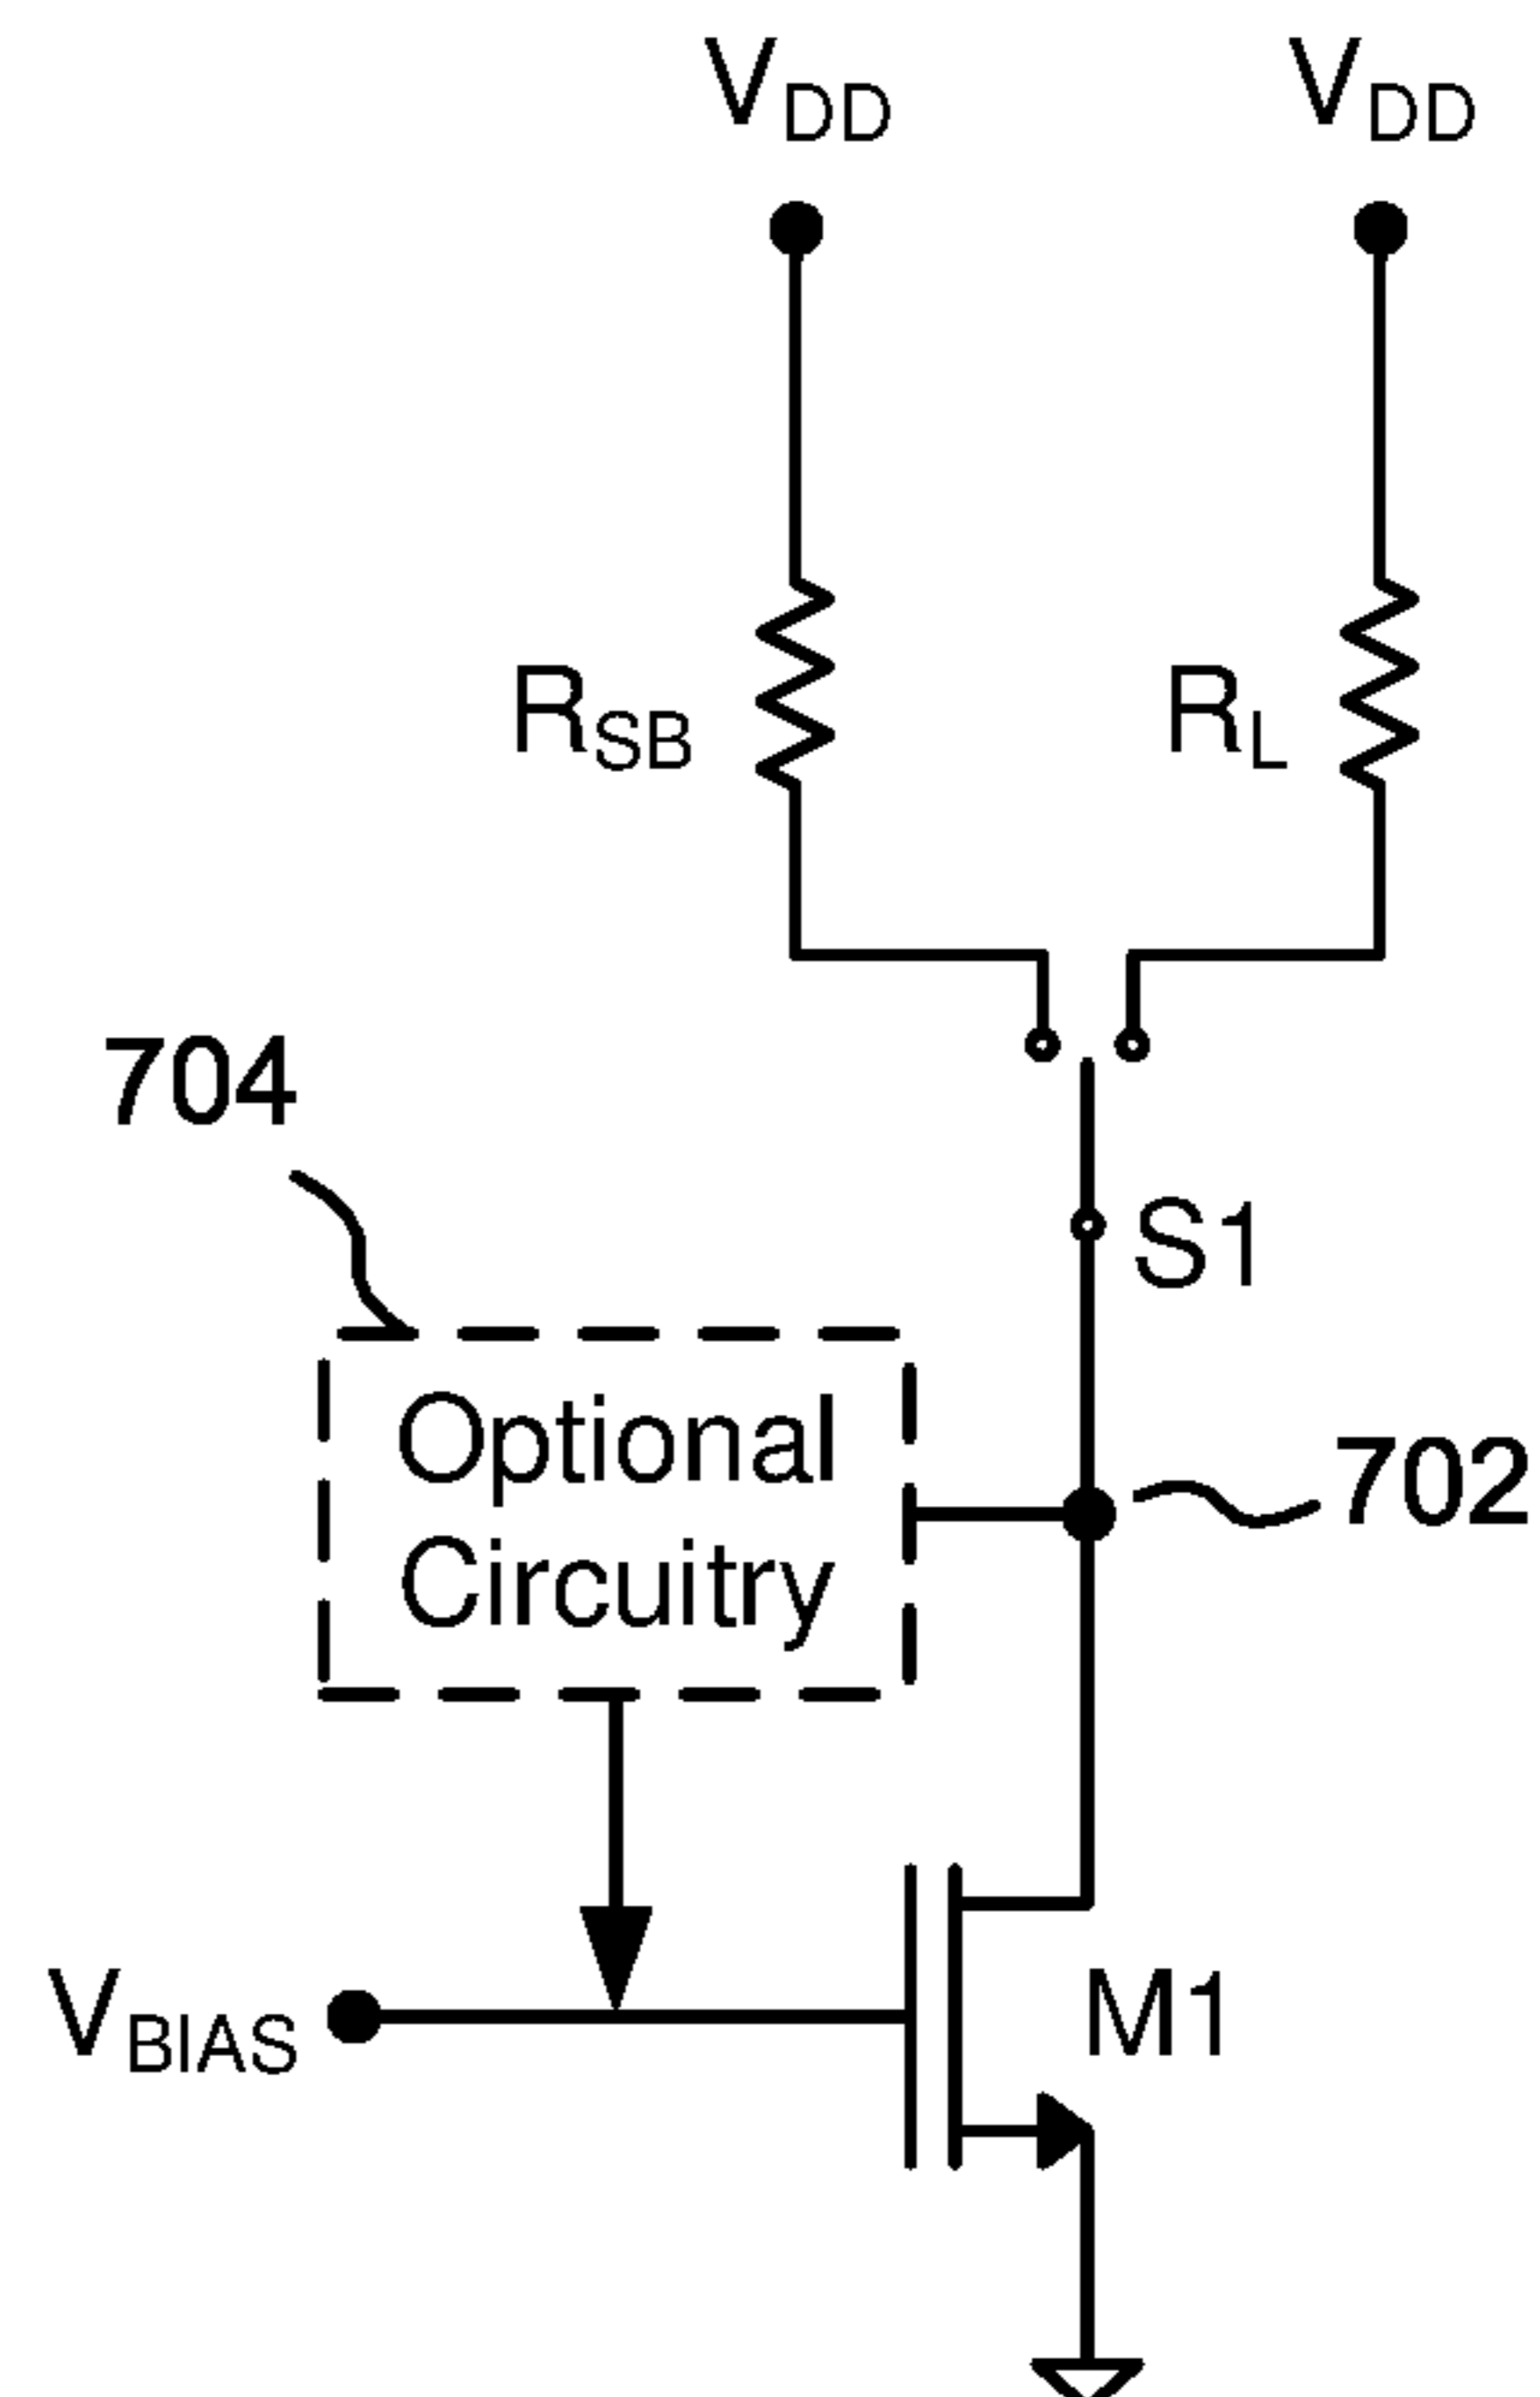 VDD VDD
RSB RL
704
S1
Optional
Circuitry
702
VBIAS
M1